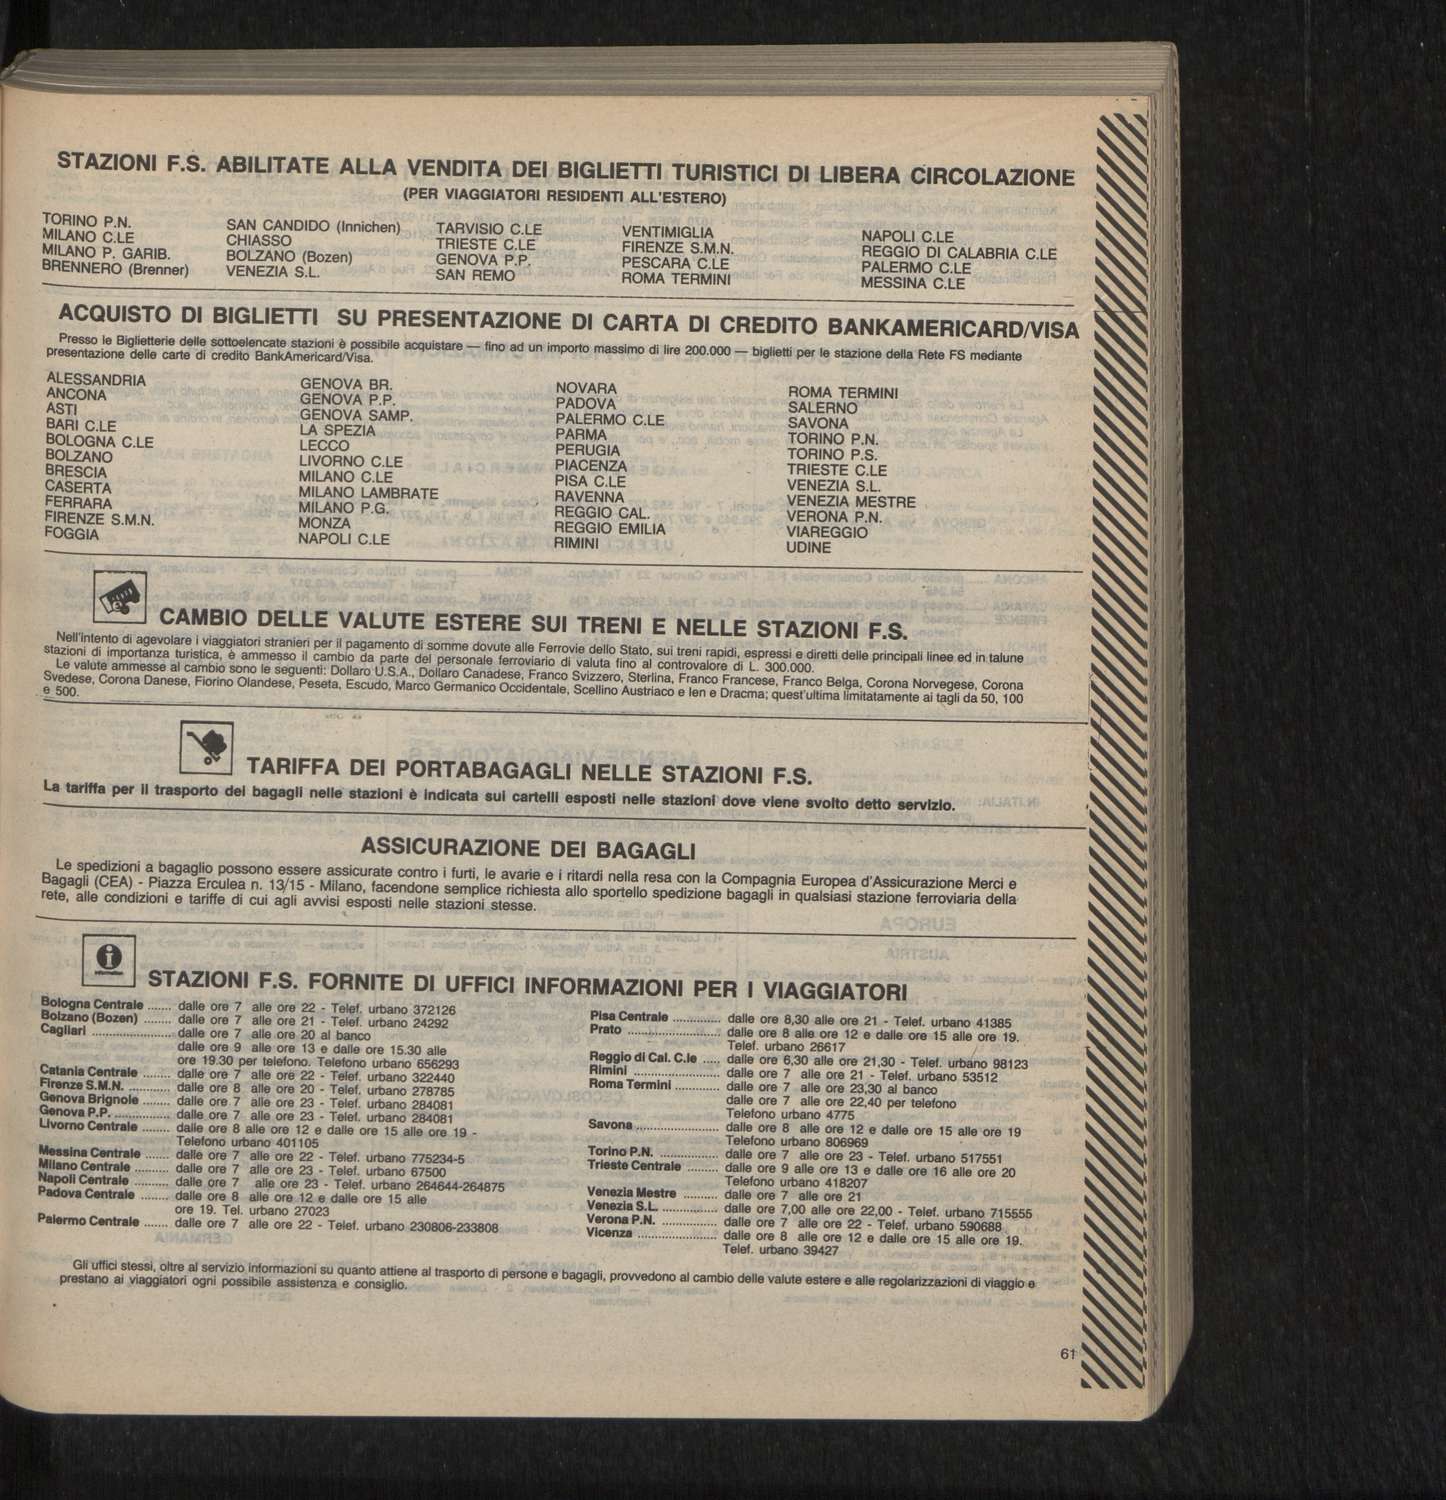 STAZIONI F.S. ABILITATE ALLA VENDITA DEI BIGLIETTI TURISTICI DI LIBERA CIRCOLAZIONE
(PER VIAGGIATORI RESIDENTI ALL'ESTERO)
TORINO P.N.
MILANO C.LE
MILANO P. GARIB.
BRENNERO (Brenner)
SAN CANDIDO (Innichen)
CHIASSO
BOLZANO (Bozen)
VENEZIA S.L.
TARVISIO C.LE
TRIESTE C.LE
GENOVA P.P.
SAN REMO
VENTIMIGLIA
FIRENZE S.M.N.
PESCARA C.LE
ROMA TERMINI
NAPOLI C.LE
REGGIO DI CALABRIA C.LE
PALERMO C.LE
MESSINA C.LE
ACQUISTO DI BIGLIETTI SU PRESENTAZIONE DI CARTA DI CREDITO BANKAMERICARD/VISA
Presso le Biglietterie delle sottoelencate stazioni è possibile acquistare — fino ad un importo massimo di lire 200.000 — biglietti per le stazione della Rete FS mediante
presentazione delle carte di credito BankAmericard/Visa.
ALESSANDRIA
ANCONA
ASTI
BARI C.LE
BOLOGNA C.LE
BOLZANO
BRESCIA
CASERTA
FERRARA
FIRENZE S.M.N.
FOGGIA
GENOVA BR.
GENOVA P.P.
GENOVA SAMP.
LA SPEZIA
LECCO
LIVORNO C.LE
MILANO C.LE
MILANO LAMBRATE
MILANO P.G.
MONZA
NAPOLI C.LE
NOVARA
PADOVA
PALERMO C.LE
PARMA
PERUGIA
PIACENZA
PISA C.LE
RAVENNA
REGGIO CAL.
REGGIO EMILIA
RIMINI
ROMA TERMINI
SALERNO
SAVONA
TORINO P.N.
TORINO P.S.
TRIESTE C.LE
VENEZIA S.L.
VENEZIA MESTRE
VERONA P.N.
VIAREGGIO
UDINE
CAMBIO DELLE VALUTE ESTERE SUI TRENI E NELLE STAZIONI F.S.
Nell'intento di agevolare i viaggiatori stranieri per il pagamento di somme dovute alle Ferrovie dello Stato, sui treni rapidi, espressi e diretti delle principali linee ed in talune
stazioni di importanza turistica, è ammesso il cambio da parte del personale ferroviario di valuta fino al controvalore di L. 300.000.
Le valute ammesse al cambio sono le seguenti: Dollaro U.S.A., Dollaro Canadese, Franco Svizzero, Sterlina, Franco Francese, Franco Belga, Corona Norvegese, Corona
Svedese, Corona Danese, Fiorino Olandese, Peseta, Escudo, Marco Germanico Occidentale, Scellino Austriaco e Ien e Dracma; quest'ultima limitatamente ai tagli da 50, 100
e 500.
TARIFFA DEI PORTABAGAGLI NELLE STAZIONI F.S.
La tariffa per il trasporto dei bagagli nelle stazioni è indicata sui cartelli esposti nelle stazioni dove viene svolto detto servizio.
ASSICURAZIONE DEI BAGAGLI
Le spedizioni a bagaglio possono essere assicurate contro i furti, le avarie e i ritardi nella resa con la Compagnia Europea d'Assicurazione Merci e
Bagagli (CEA) - Piazza Erculea n. 13/15 - Milano, facendone semplice richiesta allo sportello spedizione bagagli in qualsiasi stazione ferroviaria della
rete, alle condizioni e tariffe di cui agli avvisi esposti nelle stazioni stesse.
STAZIONI F.S. FORNITE DI UFFICI INFORMAZIONI PER I VIAGGIATORI
Bologna Centrale ....... dalle ore 7 alle ore 22 - Telef. urbano 372126
Bolzano (Bozen) ........ dalle ore 7 alle ore 21 - Telef. urbano 24292
Cagliari ..................... dalle ore 7 alle ore 20 al banco
dalle ore 9 alle ore 13 e dalle ore 15.30 alle
ore 19.30 per telefono. Telefono urbano 656293
Catania Centrale ....... dalle ore 7 alle ore 22 - Telef. urbano 322440
Firenze S.M.N. ........... dalle ore 8 alle ore 20 - Telef. urbano 278785
Genova Brignole ....... dalle ore 7 alle ore 23 - Telef. urbano 284081
Genova P.P. .............. dalle ore 7 alle ore 23 - Telef. urbano 284081
Livorno Centrale ....... dalle ore 8 alle ore 12 e dalle ore 15 alle ore 19 -
Telefono urbano 401105
Messina Centrale ...... dalle ore 7 alle ore 22 - Telef. urbano 775234-5
Milano Centrale ......... dalle ore 7 alle ore 23 - Telef. urbano 67500
Napoli Centrale ......... dalle ore 7 alle ore 23 - Telef. urbano 264644-264875
Padova Centrale ....... dalle ore 8 alle ore 12 e dalle ore 15 alle
ore 19. Tel. urbano 27023
Palermo Centrale ...... dalle ore 7 alle ore 22 - Telef. urbano 230806-233808
Pisa Centrale ............. dalle ore 8,30 alle ore 21 - Telef. urbano 41385
Prato ......................... dalle ore 8 alle ore 12 e dalle ore 15 alle ore 19.
Telef. urbano 26617
Reggio di Cal. C.le ..... dalle ore 6,30 alle ore 21,30 - Telef. urbano 98123
Rimini ....................... dalle ore 7 alle ore 21 - Telef. urbano 53512
Roma Termini ............ dalle ore 7 alle ore 23,30 al banco
dalle ore 7 alle ore 22,40 per telefono
Telefono urbano 4775
Savona ...................... dalle ore 8 alle ore 12 e dalle ore 15 alle ore 19
Telefono urbano 806969
Torino P.N. ................ dalle ore 7 alle ore 23 - Telef. urbano 517551
Trieste Centrale ........ dalle ore 9 alle ore 13 e dalle ore 16 alle ore 20
Telefono urbano 418207
Venezia Mestre ......... dalle ore 7 alle ore 21
Venezia S.L. ............... dalle ore 7,00 alle ore 22,00 - Telef. urbano 715555
Verona P.N. ............... dalle ore 7 alle ore 22 - Telef. urbano 590688
Vicenza ...................... dalle ore 8 alle ore 12 e dalle ore 15 alle ore 19.
Telef. urbano 39427
Gli uffici stessi, oltre al servizio informazioni su quanto attiene al trasporto di persone e bagagli, provvedono al cambio delle valute estere e alle regolarizzazioni di viaggio e
prestano ai viaggiatori ogni possibile assistenza e consiglio.
61